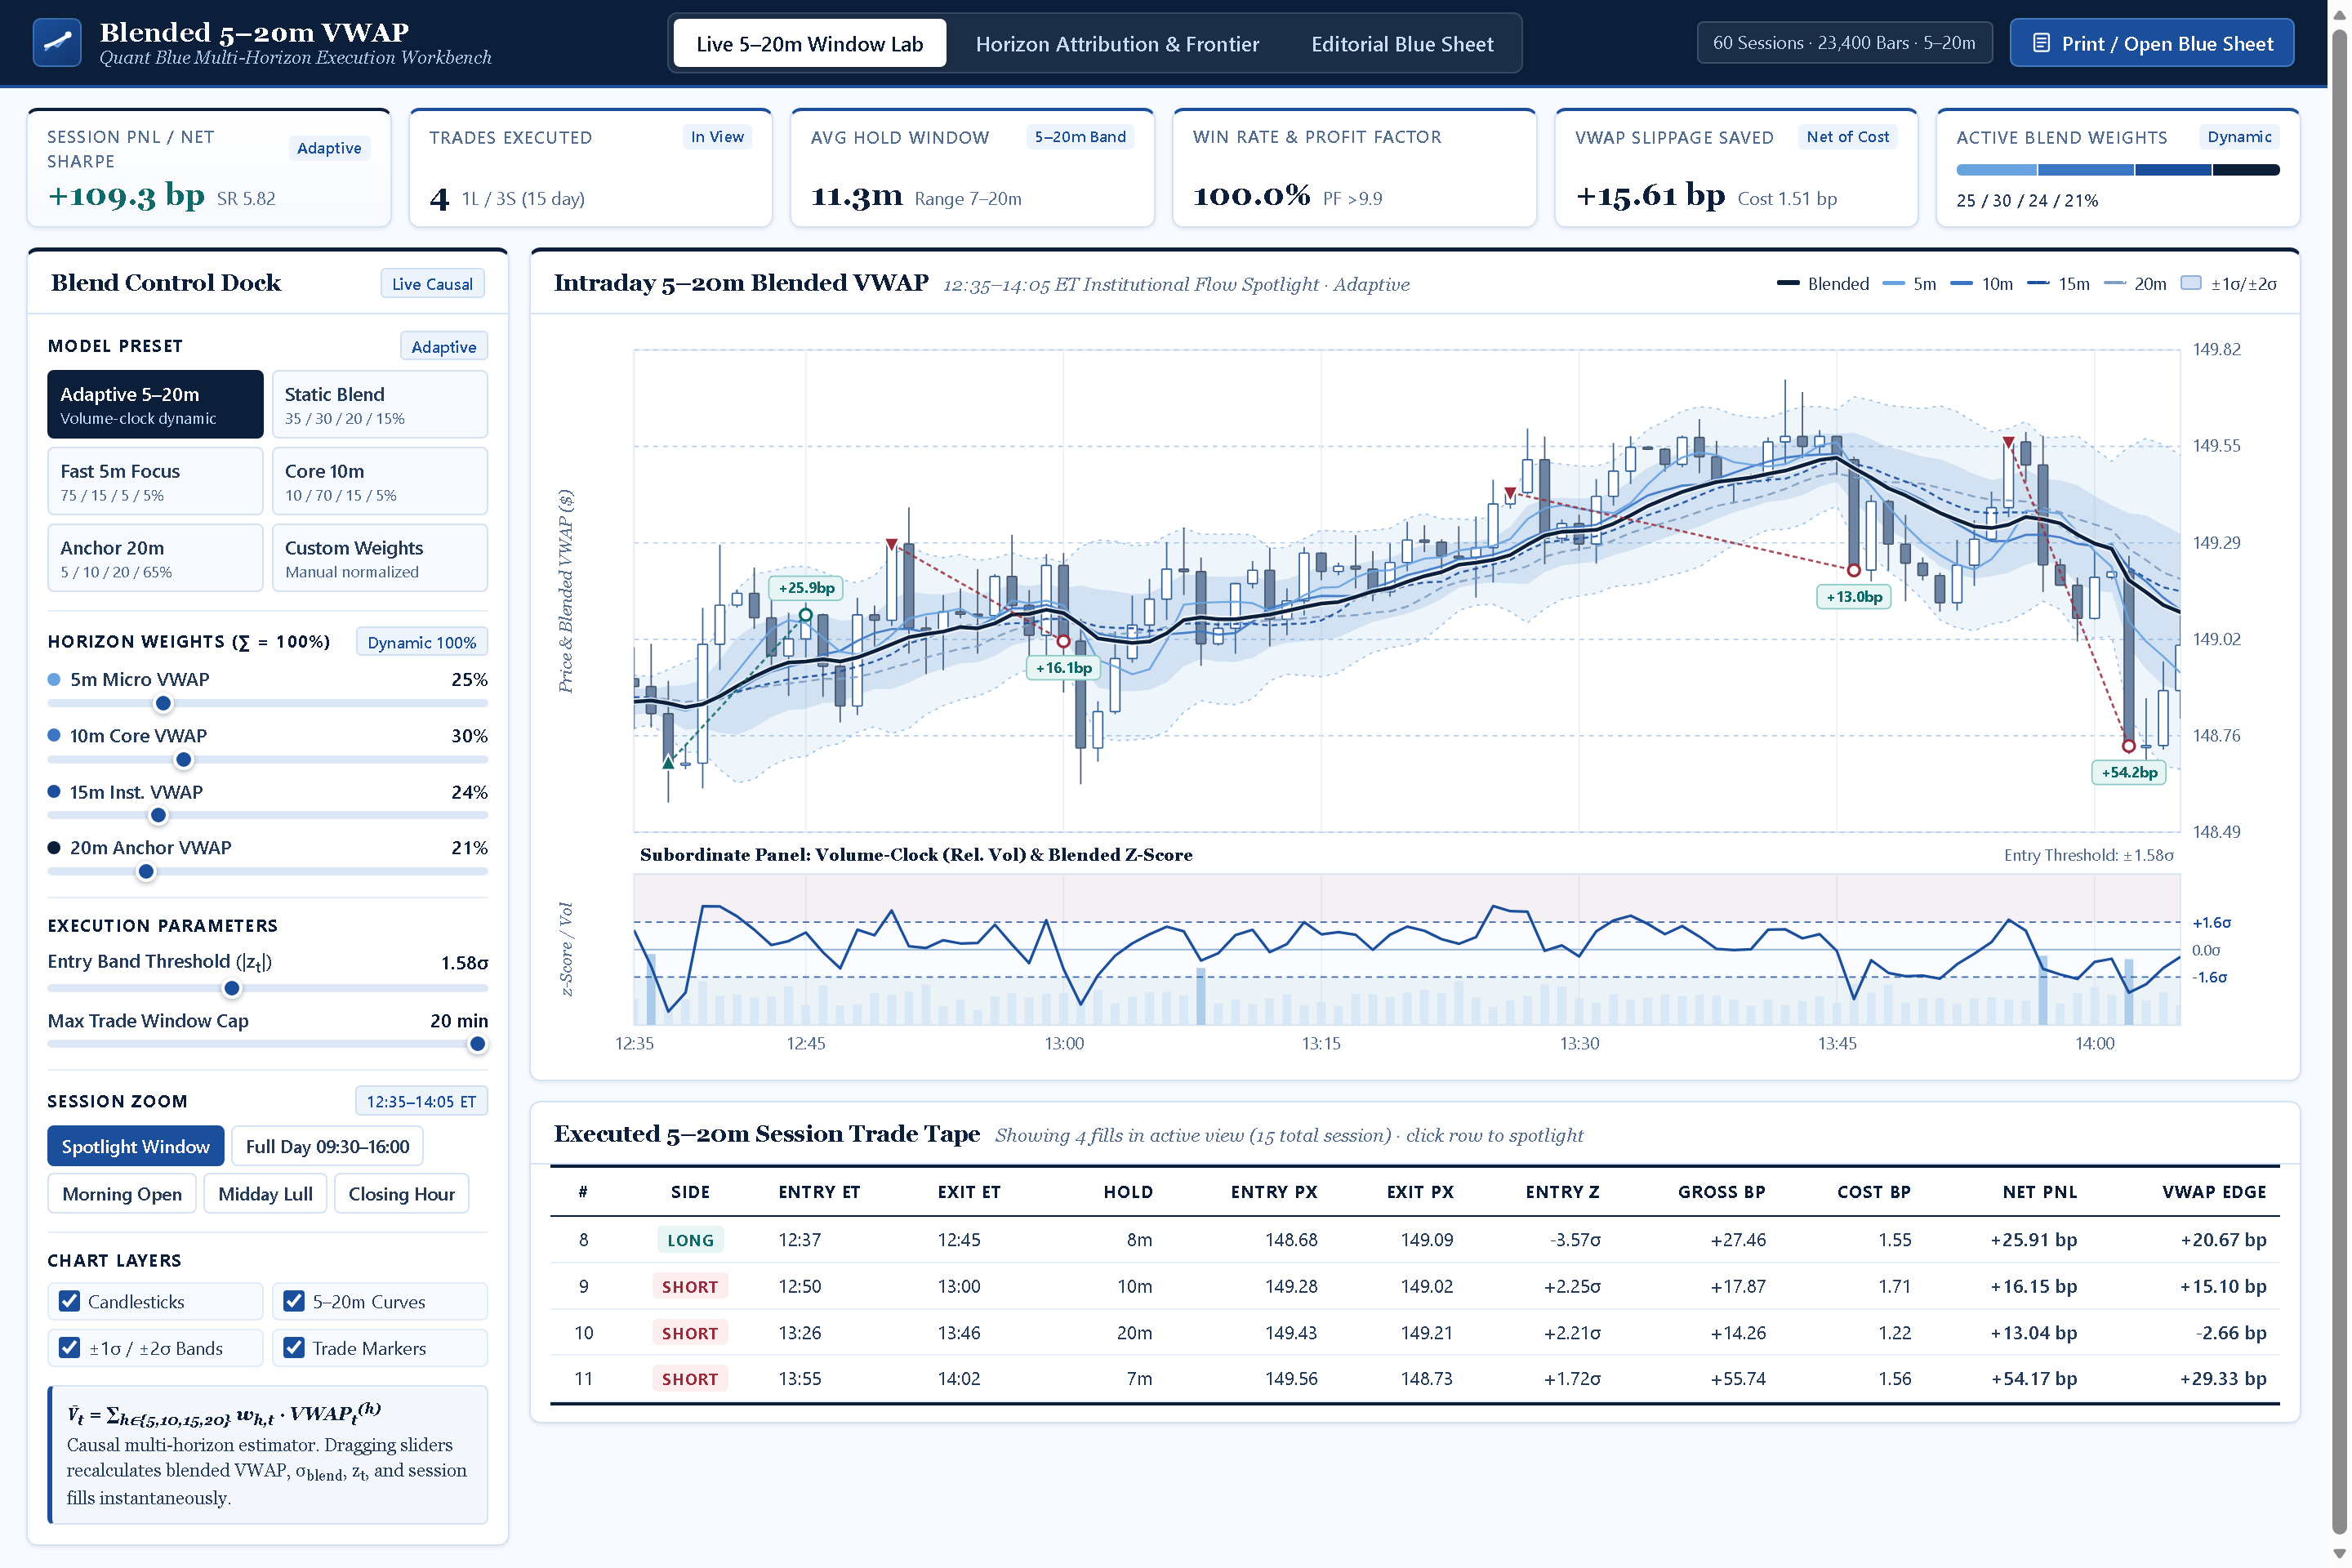 Blended 5–20m VWAP
Quant Blue Multi-Horizon Execution Workbench
Live 5–20m Window Lab
Horizon Attribution & Frontier
Editorial Blue Sheet
60 Sessions · 23,400 Bars · 5–20m
Print / Open Blue Sheet
SESSION PNL / NET SHARPE
Adaptive
+109.3 bp SR 5.82
TRADES EXECUTED
In View
4 1L / 3S (15 day)
AVG HOLD WINDOW
5–20m Band
11.3m Range 7–20m
WIN RATE & PROFIT FACTOR
100.0% PF >9.9
VWAP SLIPPAGE SAVED
Net of Cost
+15.61 bp Cost 1.51 bp
ACTIVE BLEND WEIGHTS
Dynamic
25 / 30 / 24 / 21%
Blend Control Dock
Live Causal
MODEL PRESET
Adaptive
Adaptive 5–20m
Volume-clock dynamic
Static Blend
35 / 30 / 20 / 15%
Fast 5m Focus
75 / 15 / 5 / 5%
Core 10m
10 / 70 / 15 / 5%
Anchor 20m
5 / 10 / 20 / 65%
Custom Weights
Manual normalized
HORIZON WEIGHTS (∑ = 100%)
Dynamic 100%
5m Micro VWAP 25%
10m Core VWAP 30%
15m Inst. VWAP 24%
20m Anchor VWAP 21%
EXECUTION PARAMETERS
Entry Band Threshold (|zt|) 1.58σ
Max Trade Window Cap 20 min
SESSION ZOOM
12:35–14:05 ET
Spotlight Window
Full Day 09:30–16:00
Morning Open
Midday Lull
Closing Hour
CHART LAYERS
Candlesticks
5–20m Curves
±1σ / ±2σ Bands
Trade Markers
V̄t = ∑h∈{5,10,15,20} wh,t · VWAPt(h)
Causal multi-horizon estimator. Dragging sliders
recalculates blended VWAP, σblend, zt, and session
fills instantaneously.
Intraday 5–20m Blended VWAP
12:35–14:05 ET Institutional Flow Spotlight · Adaptive
Blended 5m 10m 15m 20m ±1σ/±2σ
Price & Blended VWAP ($)
149.82
149.55
149.29
149.02
148.76
148.49
+25.9bp
+16.1bp
+13.0bp
+54.2bp
Subordinate Panel: Volume-Clock (Rel. Vol) & Blended Z-Score
Entry Threshold: ±1.58σ
z-Score / Vol
+1.6σ
0.0σ
-1.6σ
12:35 12:45 13:00 13:15 13:30 13:45 14:00
Executed 5–20m Session Trade Tape
Showing 4 fills in active view (15 total session) · click row to spotlight
# SIDE ENTRY ET EXIT ET HOLD ENTRY PX EXIT PX ENTRY Z GROSS BP COST BP NET PNL VWAP EDGE
8 LONG 12:37 12:45 8m 148.68 149.09 -3.57σ +27.46 1.55 +25.91 bp +20.67 bp
9 SHORT 12:50 13:00 10m 149.28 149.02 +2.25σ +17.87 1.71 +16.15 bp +15.10 bp
10 SHORT 13:26 13:46 20m 149.43 149.21 +2.21σ +14.26 1.22 +13.04 bp -2.66 bp
11 SHORT 13:55 14:02 7m 149.56 148.73 +1.72σ +55.74 1.56 +54.17 bp +29.33 bp